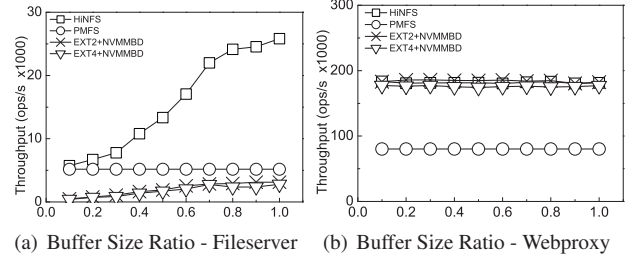 HiNFS
PMFS
EXT2+NVMMBD
EXT4+NVMMBD
Throughput (ops/s x1000)
30
20
10
0
0.0 0.2 0.4 0.6 0.8 1.0
(a) Buffer Size Ratio - Fileserver
HiNFS
PMFS
EXT2+NVMMBD
EXT4+NVMMBD
Throughput (ops/s x1000)
300
200
100
0
0.0 0.2 0.4 0.6 0.8 1.0
(b) Buffer Size Ratio - Webproxy